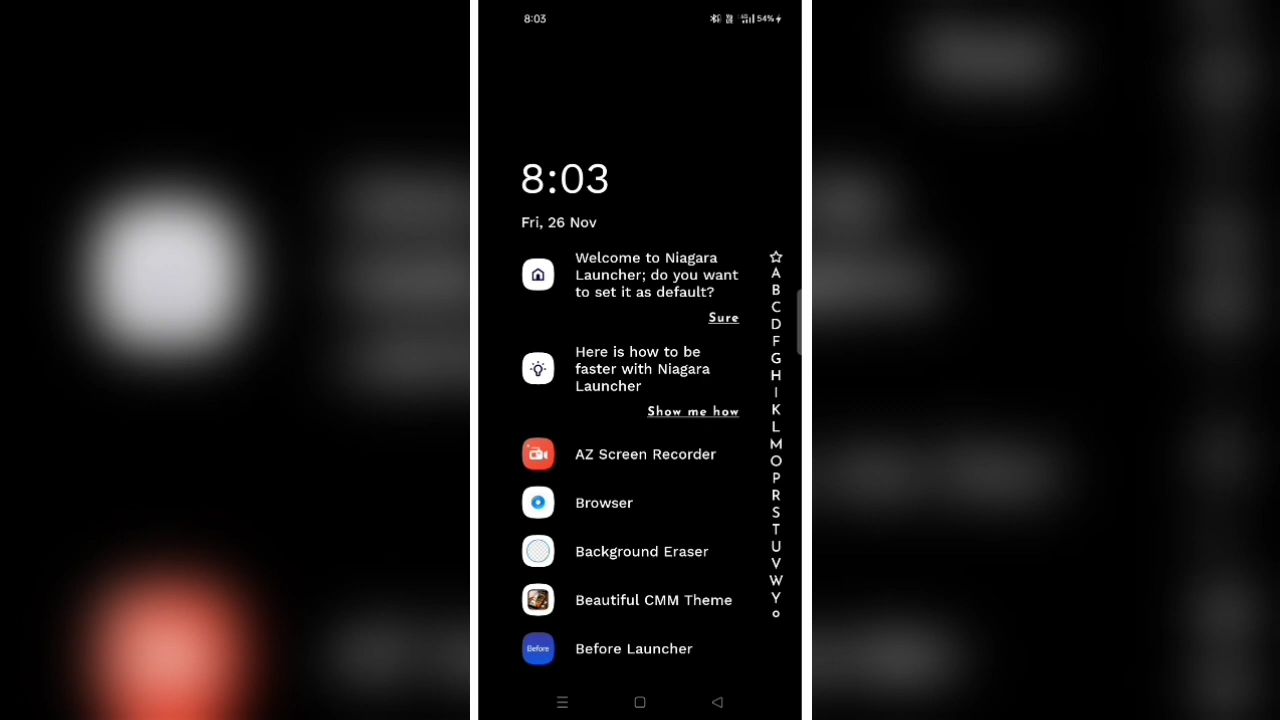 8:03
54%
8:03
Fri, 26 Nov
Welcome to Niagara
Launcher; do you want
to set it as default?
Sure
Here is how to be
faster with Niagara
Launcher
Show me how
AZ Screen Recorder
Browser
Background Eraser
Beautiful CMM Theme
Before
Before Launcher
A
B
C
D
F
G
H
I
K
L
M
O
P
R
S
T
U
V
W
Y